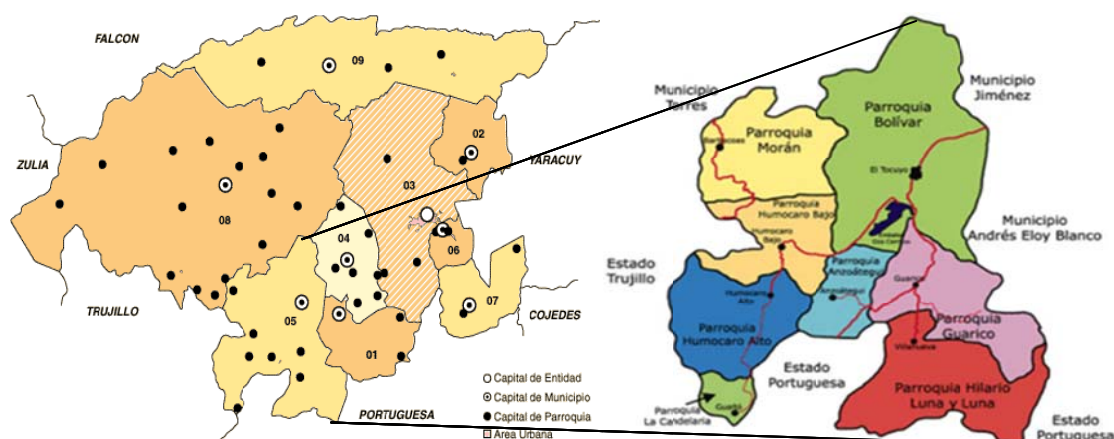 FALCON
ZULIA
TRUJILLO
YARACUY
COJEDES
PORTUGUESA
09
02
03
08
04
06
07
05
01
Capital de Entidad
Capital de Municipio
Capital de Parroquia
Area Urbana
Municipio
Torres
Municipio
Jiménez
Parroquia
Bolívar
Parroquia
Morán
Barbacoas
El Tocuyo
Parroquia
Humocaro Bajo
Humocaro
Bajo
Municipio
Andrés Eloy Blanco
Estado
Trujillo
Parroquia
Anzoátegui
Anzoátegui
Guarico
Humocaro
Alto
Parroquia
Guarico
Parroquia
Humocaro Alto
Villanueva
Estado
Portuguesa
Parroquia Hilario
Luna y Luna
Parroquia
La Candelaria
Estado
Portuguesa